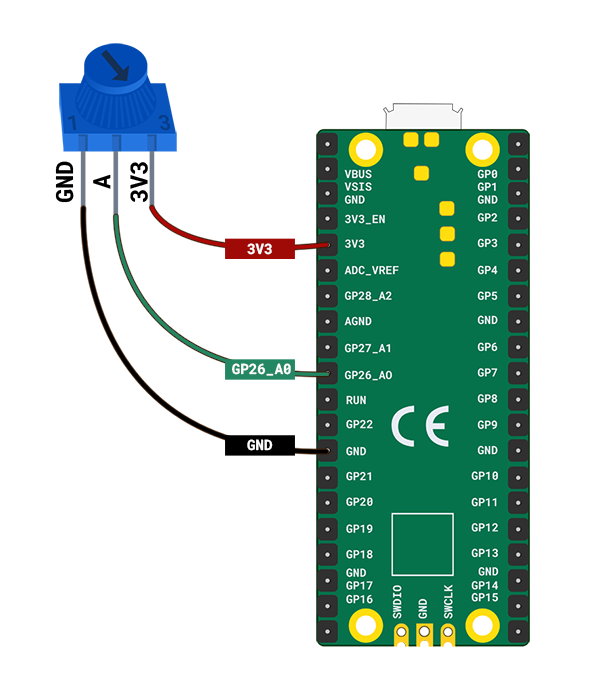 1
3
GND
A
3V3
3V3
GP26_A0
GND
VBUS
VSIS
GND
3V3_EN
3V3
ADC_VREF
GP28_A2
AGND
GP27_A1
GP26_AO
RUN
GP22
GND
GP21
GP20
GP19
GP18
GND
GP17
GP16
GP0
GP1
GND
GP2
GP3
GP4
GP5
GND
GP6
GP7
GP8
GP9
GND
GP10
GP11
GP12
GP13
GND
GP14
GP15
CE
SWDIO
GND
SWCLK